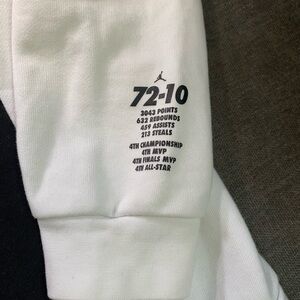 72-10
3043 POINTS
632 REBOUNDS
459 ASSISTS
213 STEALS
4TH CHAMPIONSHIP
4TH MVP
4TH FINALS MVP
4TH ALL-STAR